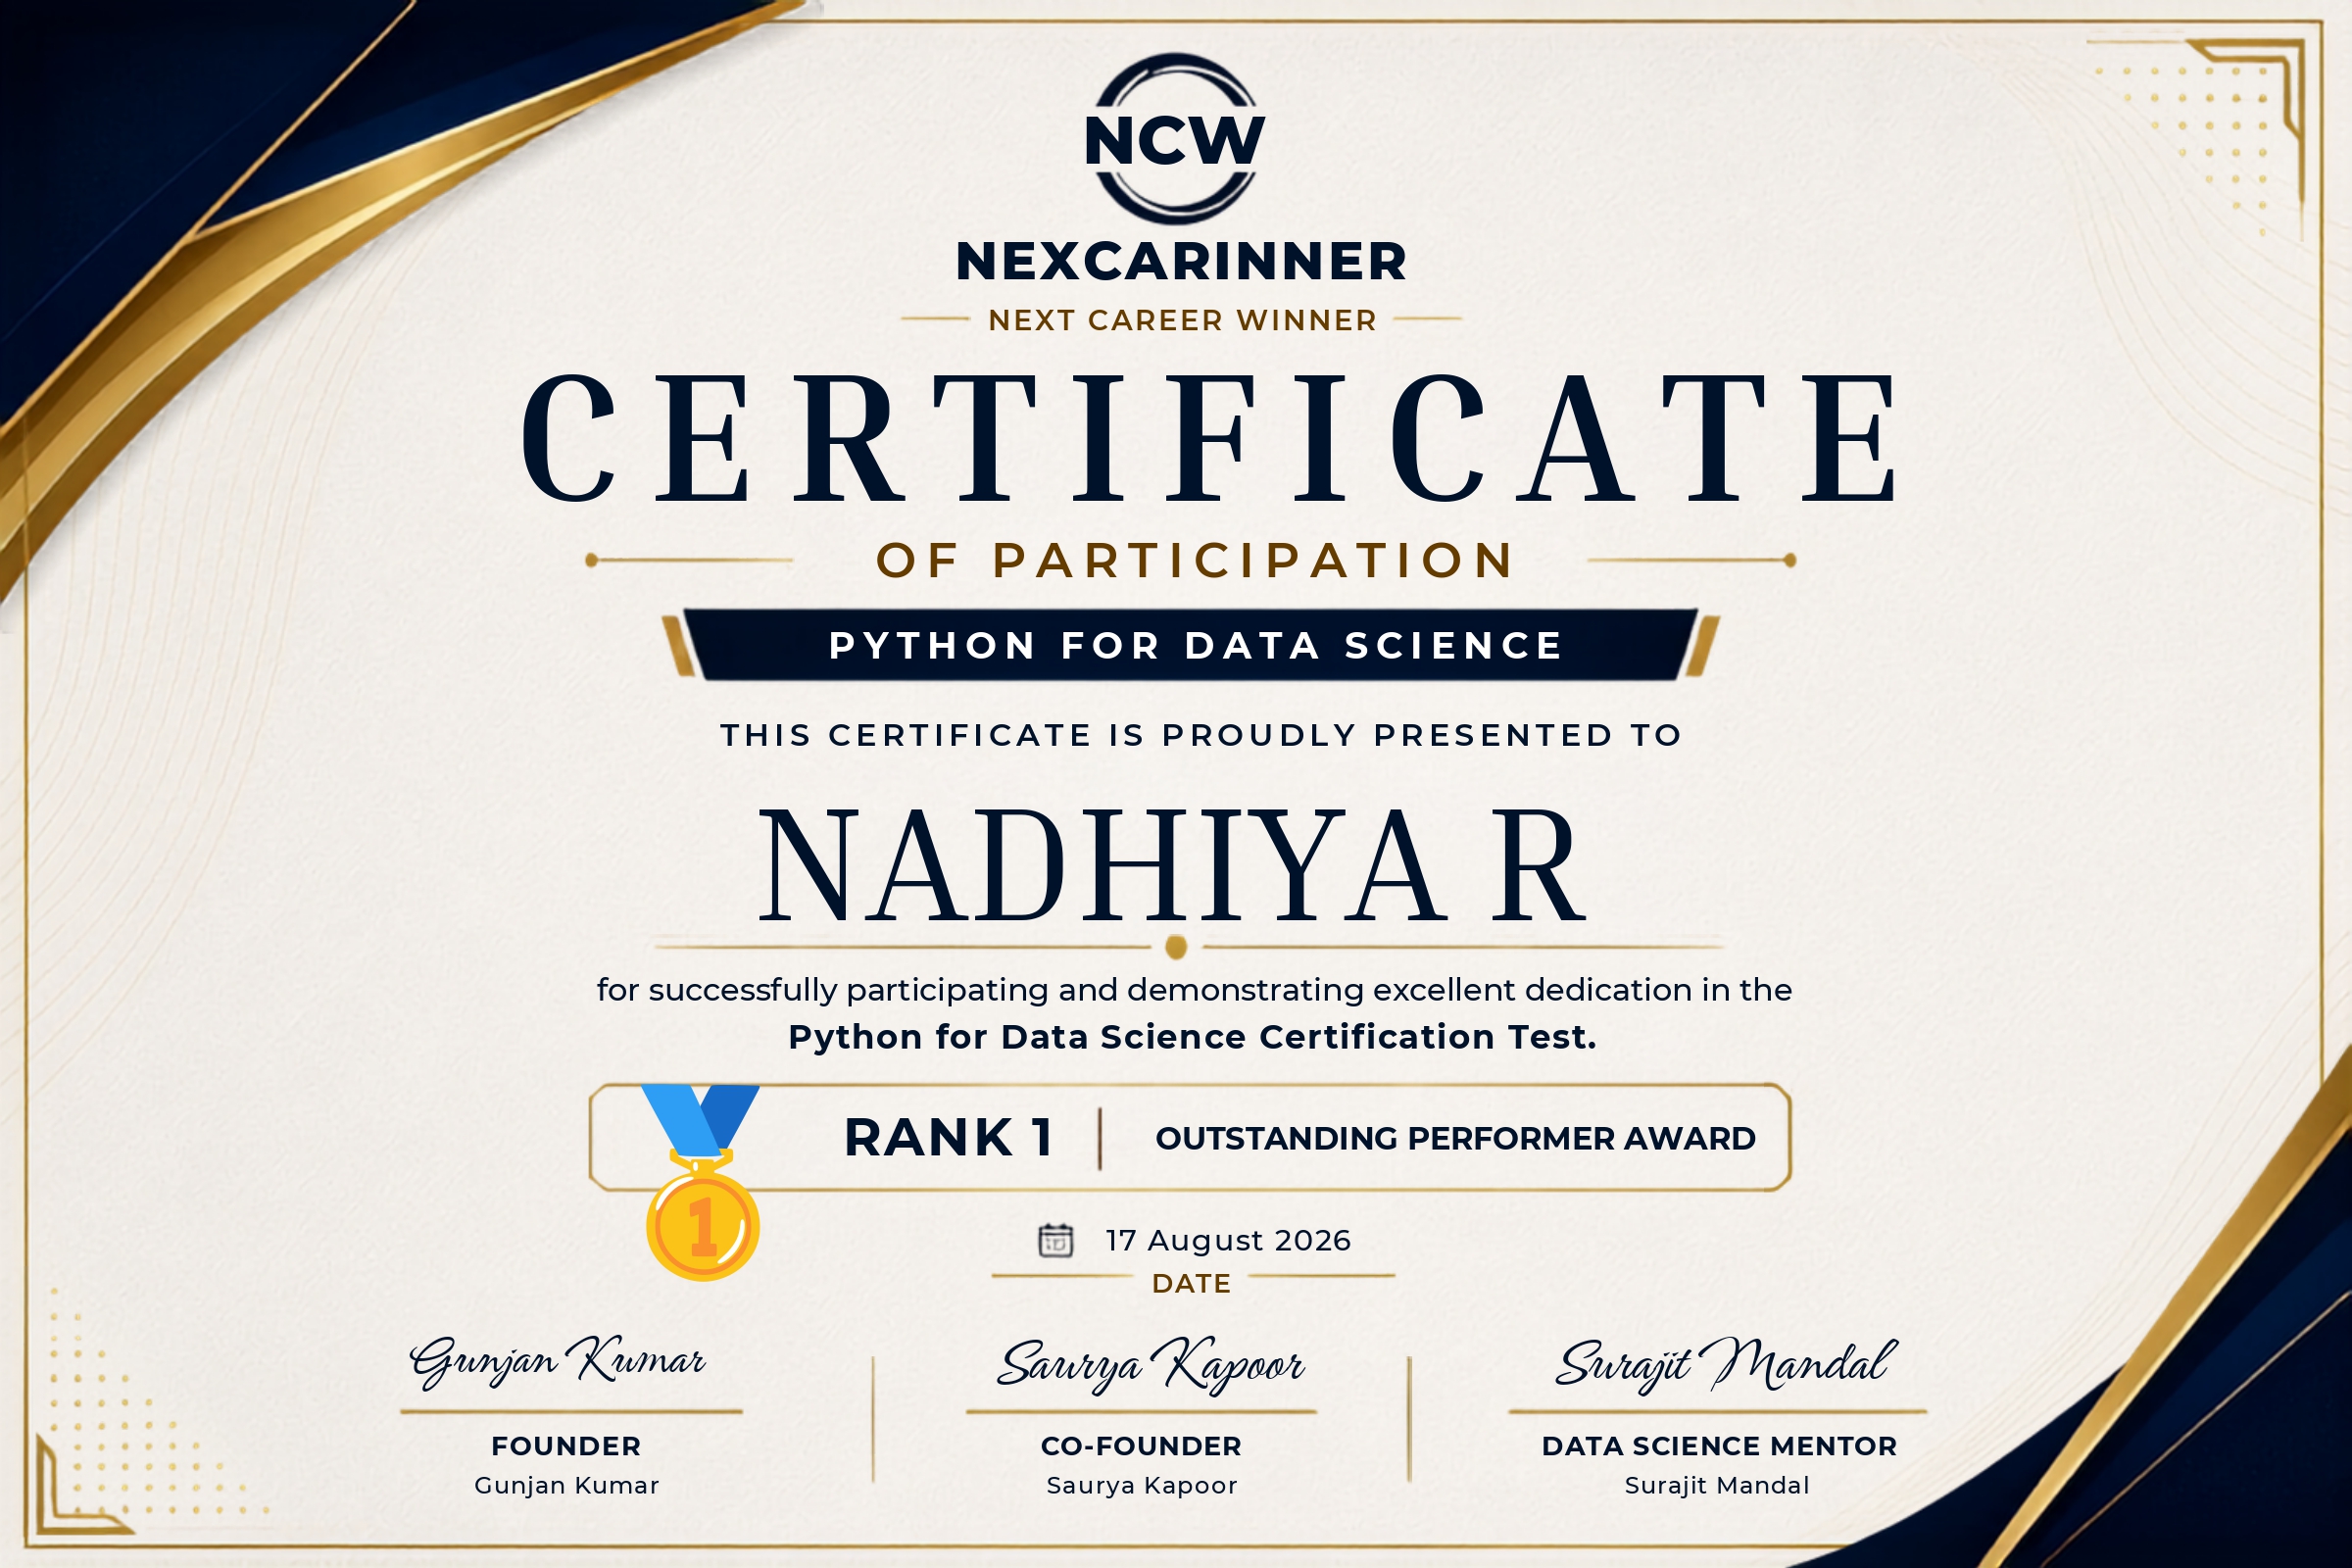 NCW
NEXCARINNER
NEXT CAREER WINNER
CERTIFICATE
OF PARTICIPATION
PYTHON FOR DATA SCIENCE
THIS CERTIFICATE IS PROUDLY PRESENTED TO
NADHIYA R
for successfully participating and demonstrating excellent dedication in the
Python for Data Science Certification Test.
RANK 1 | OUTSTANDING PERFORMER AWARD
1
17 August 2026
DATE
Gunjan Kumar
Saurya Kapoor
Surajit Mandal
FOUNDER
CO-FOUNDER
DATA SCIENCE MENTOR
Gunjan Kumar
Saurya Kapoor
Surajit Mandal